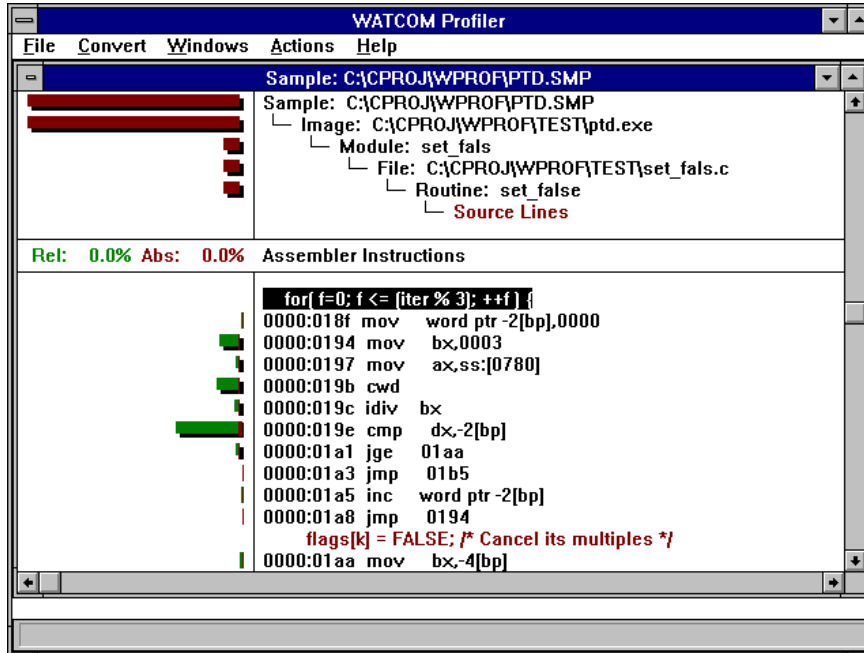 WATCOM Profiler
File Convert Windows Actions Help
Sample: C:\CPROJ\WPROF\PTD.SMP
Sample: C:\CPROJ\WPROF\PTD.SMP
Image: C:\CPROJ\WPROF\TEST\ptd.exe
Module: set_fals
File: C:\CPROJ\WPROF\TEST\set_fals.c
Routine: set_false
Source Lines
Rel: 0.0% Abs: 0.0% Assembler Instructions
for( f=0; f <= (iter % 3); ++f ) {
0000:018f mov word ptr -2[bp],0000
0000:0194 mov bx,0003
0000:0197 mov ax,ss:[0780]
0000:019b cwd
0000:019c idiv bx
0000:019e cmp dx,-2[bp]
0000:01a1 jge 01aa
0000:01a3 jmp 01b5
0000:01a5 inc word ptr -2[bp]
0000:01a8 jmp 0194
flags[k] = FALSE; /* Cancel its multiples */
0000:01aa mov bx,-4[bp]